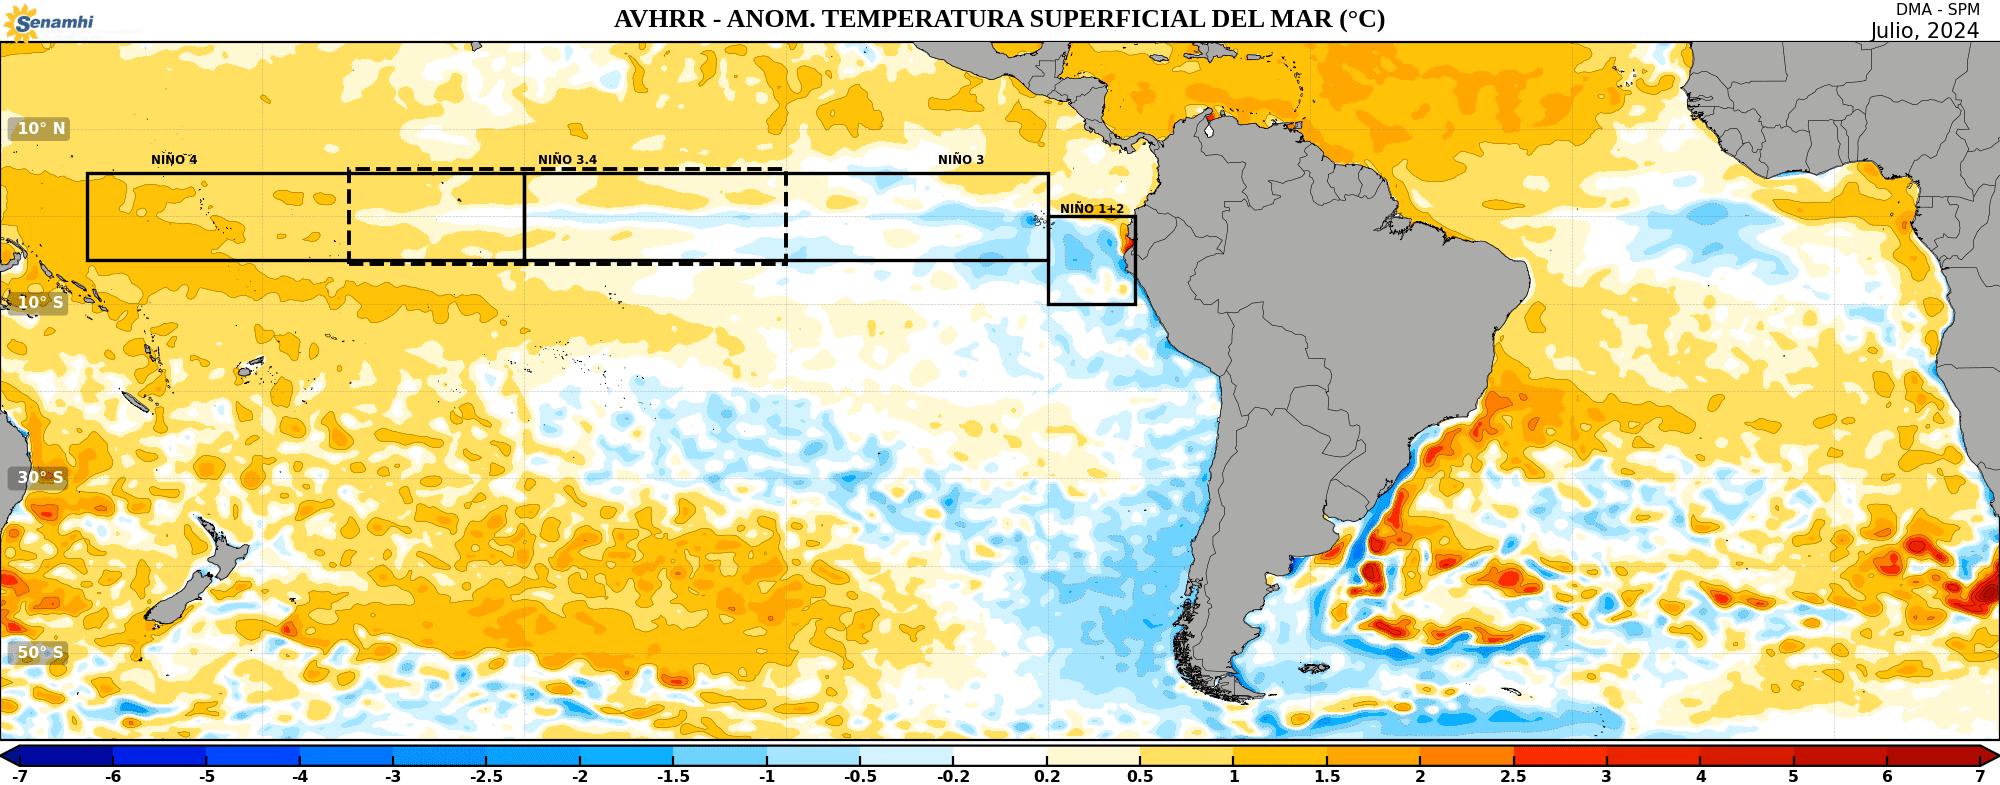 Senamhi
AVHRR - ANOM. TEMPERATURA SUPERFICIAL DEL MAR (°C)
DMA - SPM
Julio, 2024
10° N
NIÑO 4
NIÑO 3.4
NIÑO 3
NIÑO 1+2
10° S
30° S
50° S
-7 -6 -5 -4 -3 -2.5 -2 -1.5 -1 -0.5 -0.2 0.2 0.5 1 1.5 2 2.5 3 4 5 6 7